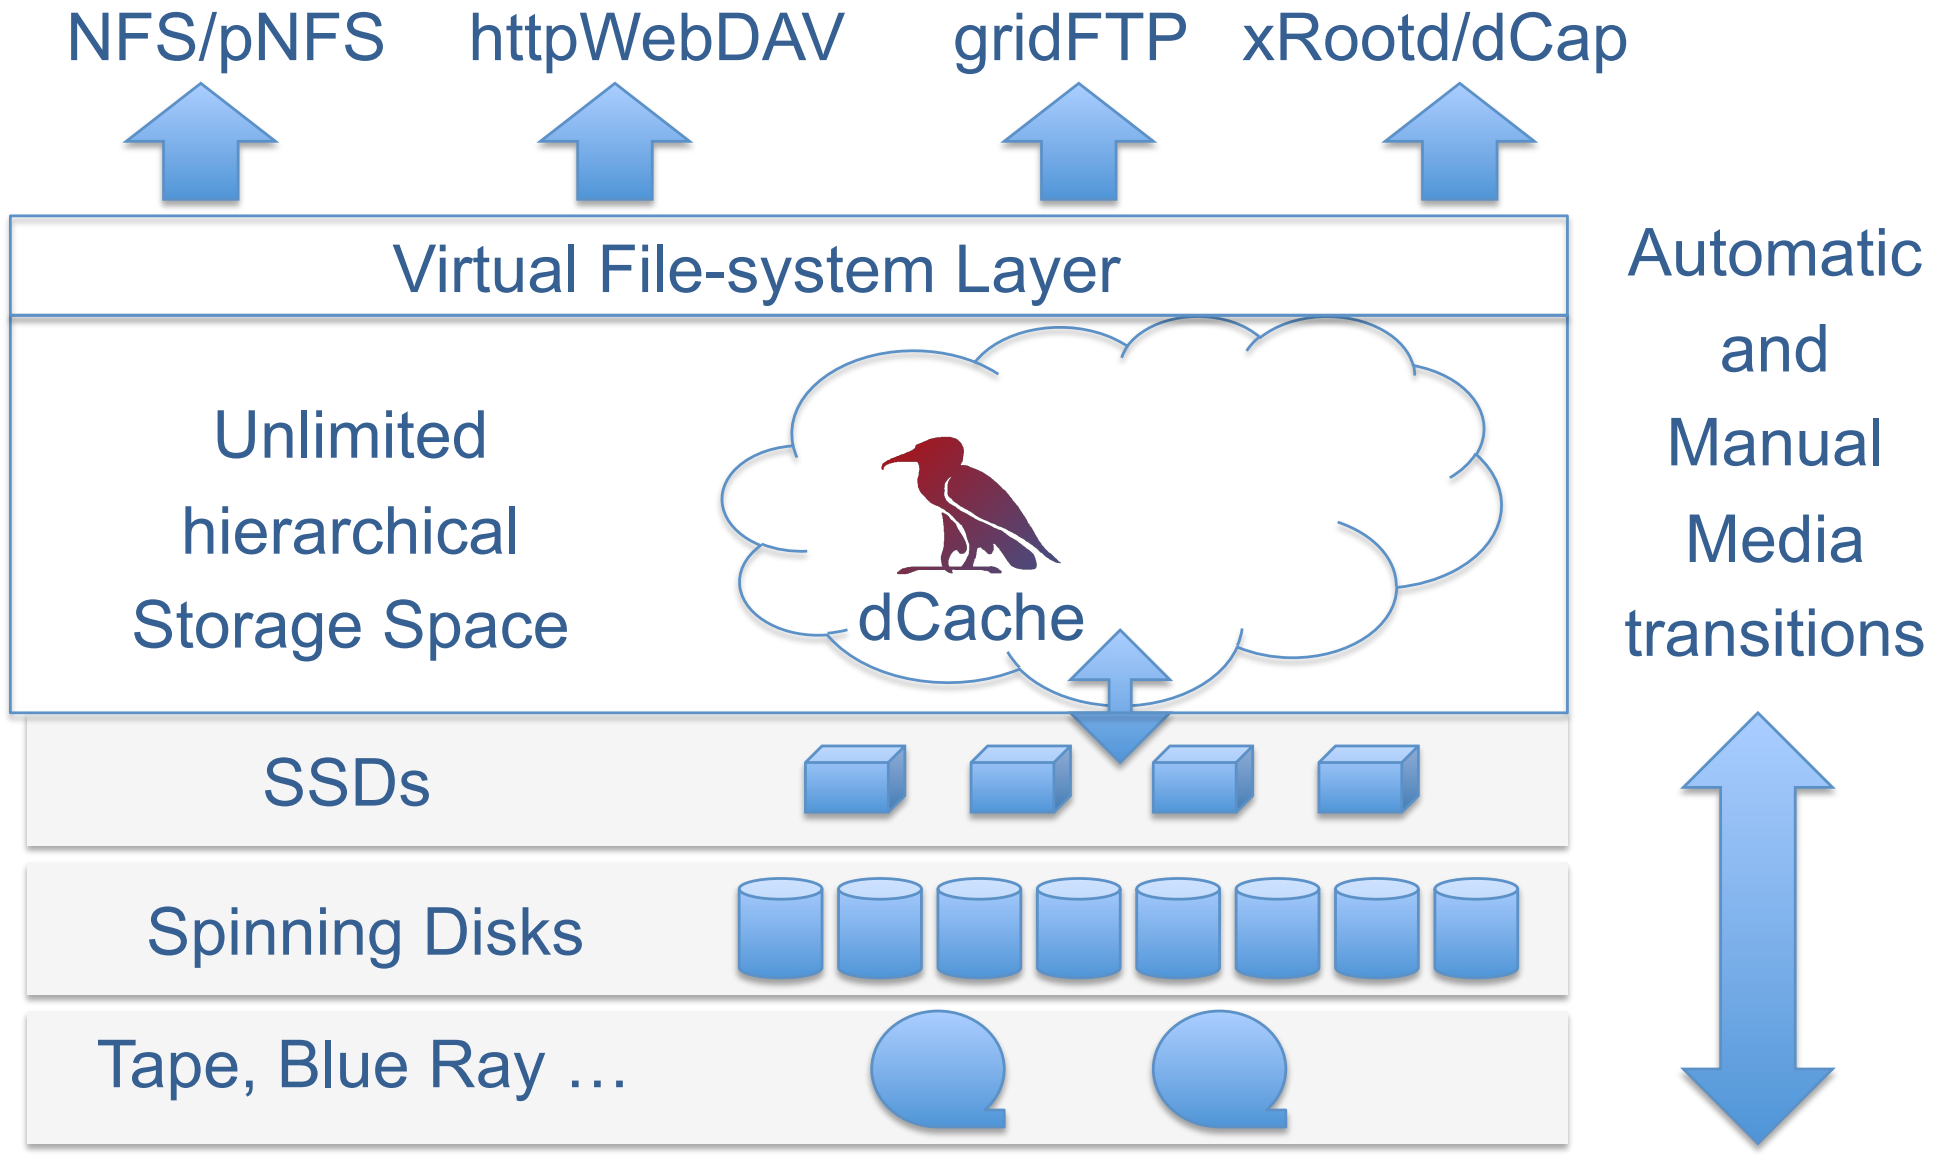 NFS/pNFS httpWebDAV gridFTP xRootd/dCap
Virtual File-system Layer
Unlimited
hierarchical
Storage Space
dCache
Automatic
and
Manual
Media
transitions
SSDs
Spinning Disks
Tape, Blue Ray …